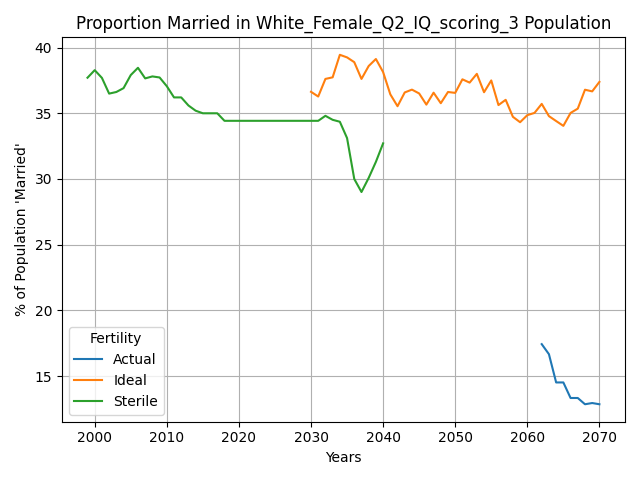 Proportion Married in White_Female_Q2_IQ_scoring_3 Population
% of Population 'Married'
40
35
30
25
20
15
Fertility
Actual
Ideal
Sterile
2000 2010 2020 2030 2040 2050 2060 2070
Years